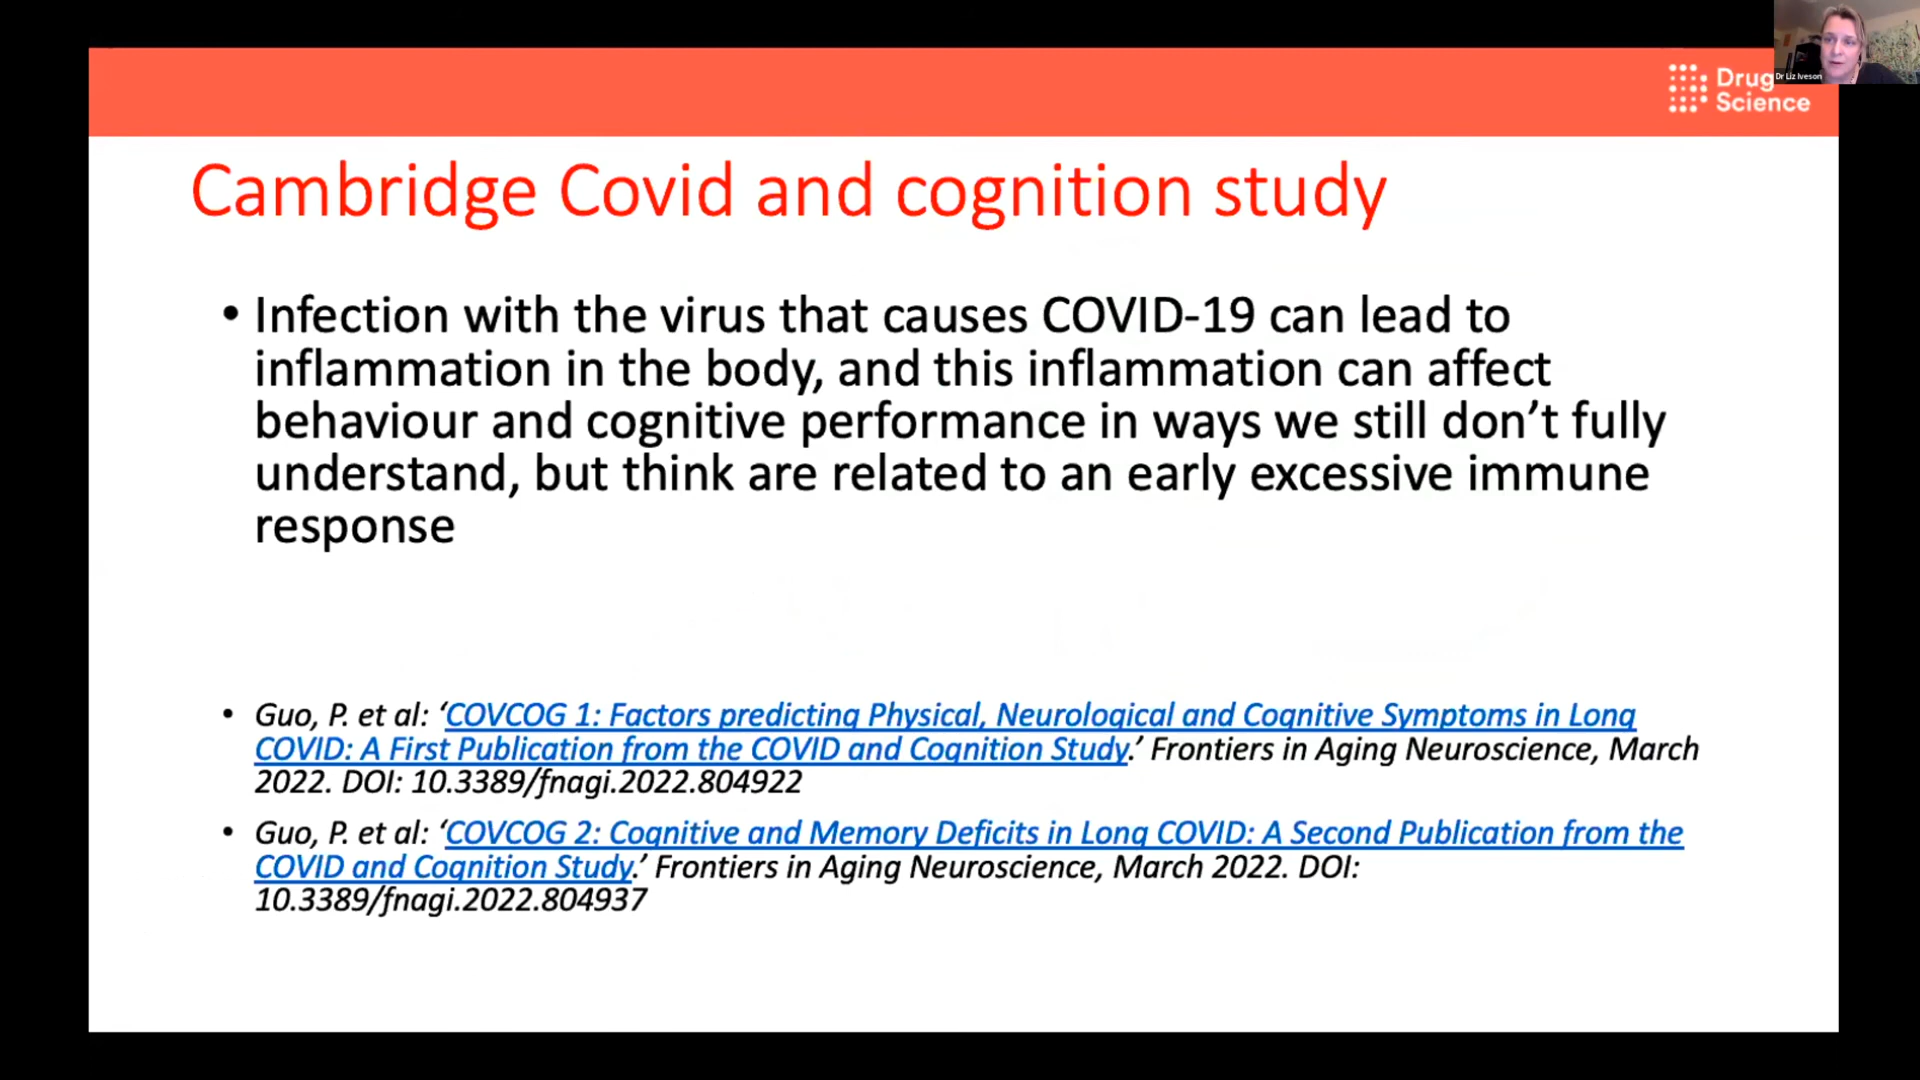 Drug
Science
Dr Liz Iveson
Cambridge Covid and cognition study
• Infection with the virus that causes COVID-19 can lead to
inflammation in the body, and this inflammation can affect
behaviour and cognitive performance in ways we still don’t fully
understand, but think are related to an early excessive immune
response
• Guo, P. et al: ‘COVCOG 1: Factors predicting Physical, Neurological and Cognitive Symptoms in Long
COVID: A First Publication from the COVID and Cognition Study.’ Frontiers in Aging Neuroscience, March
2022. DOI: 10.3389/fnagi.2022.804922
• Guo, P. et al: ‘COVCOG 2: Cognitive and Memory Deficits in Long COVID: A Second Publication from the
COVID and Cognition Study.’ Frontiers in Aging Neuroscience, March 2022. DOI:
10.3389/fnagi.2022.804937